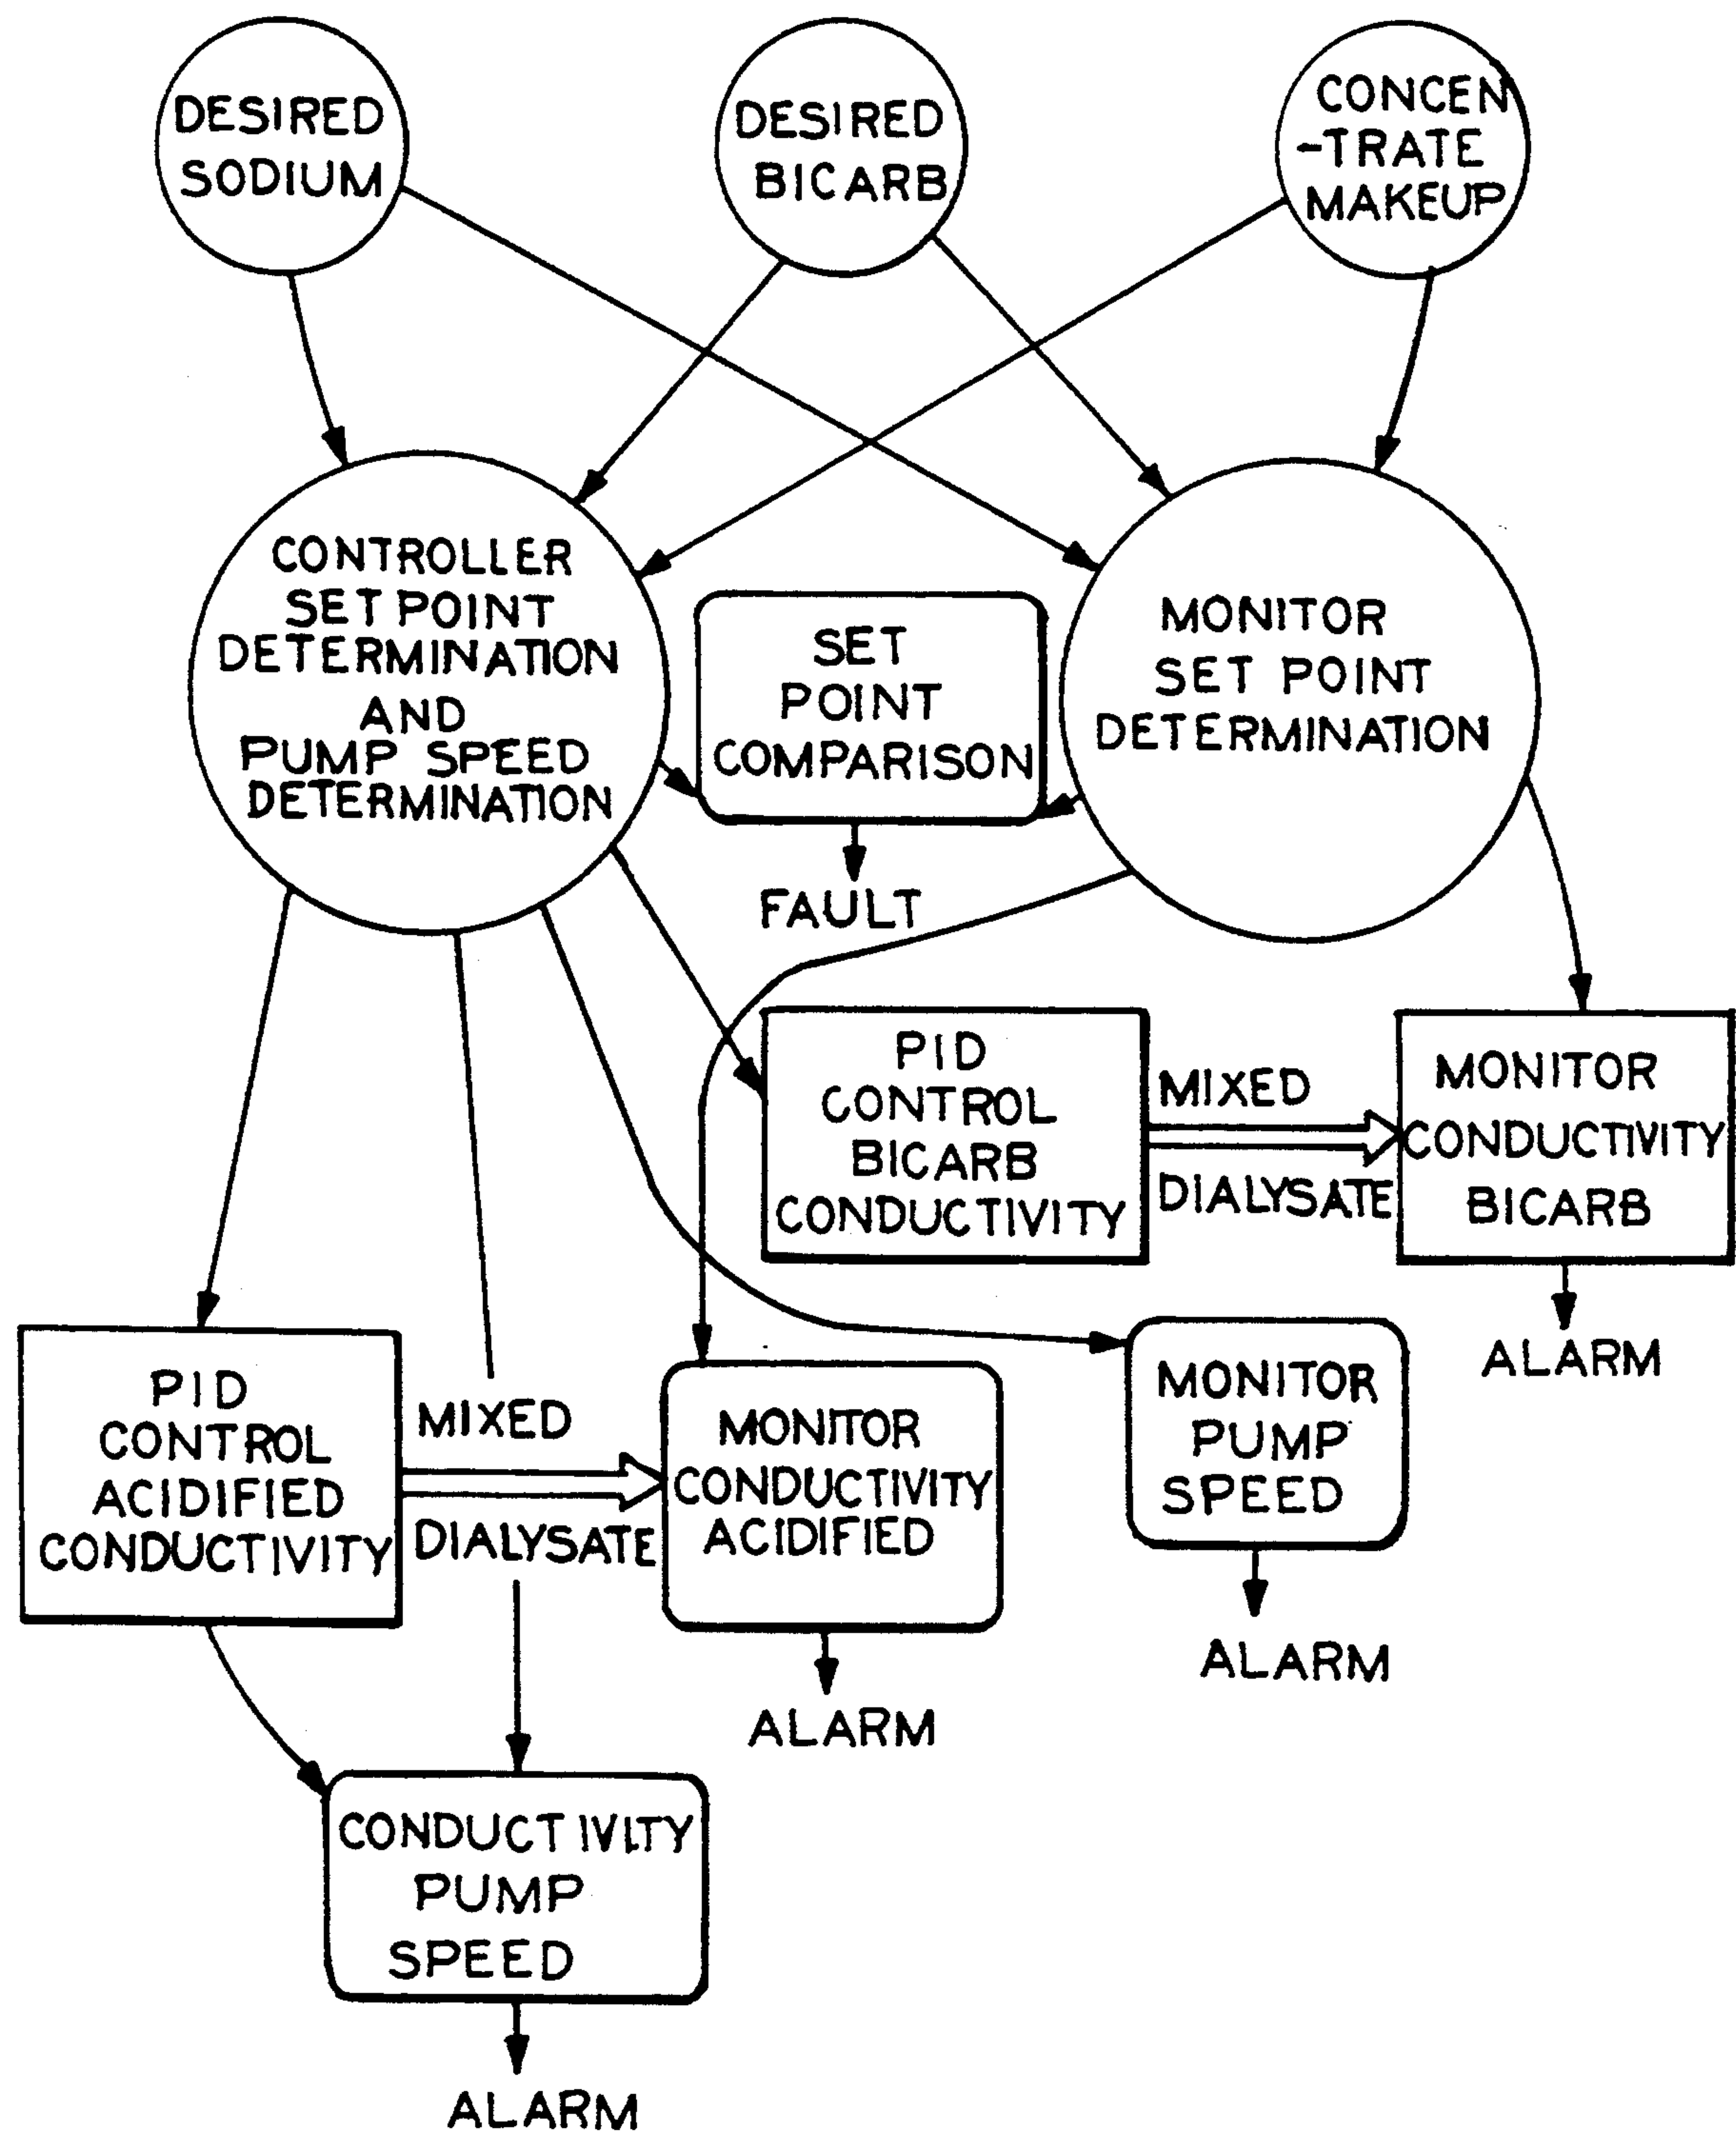 DESIRED
SODIUM
DESIRED
BICARB
CONCEN
-TRATE
MAKEUP
CONTROLLER
SET POINT
DETERMINATION
AND
PUMP SPEED
DETERMINATION
SET
POINT
COMPARISON
MONITOR
SET POINT
DETERMINATION
FAULT
PID
CONTROL
BICARB
CONDUCTIVITY
MIXED
DIALYSATE
MONITOR
CONDUCTIVITY
BICARB
ALARM
PID
CONTROL
ACIDIFIED
CONDUCTIVITY
MIXED
DIALYSATE
MONITOR
CONDUCTIVITY
ACIDIFIED
ALARM
MONITOR
PUMP
SPEED
ALARM
CONDUCTIVITY
PUMP
SPEED
ALARM